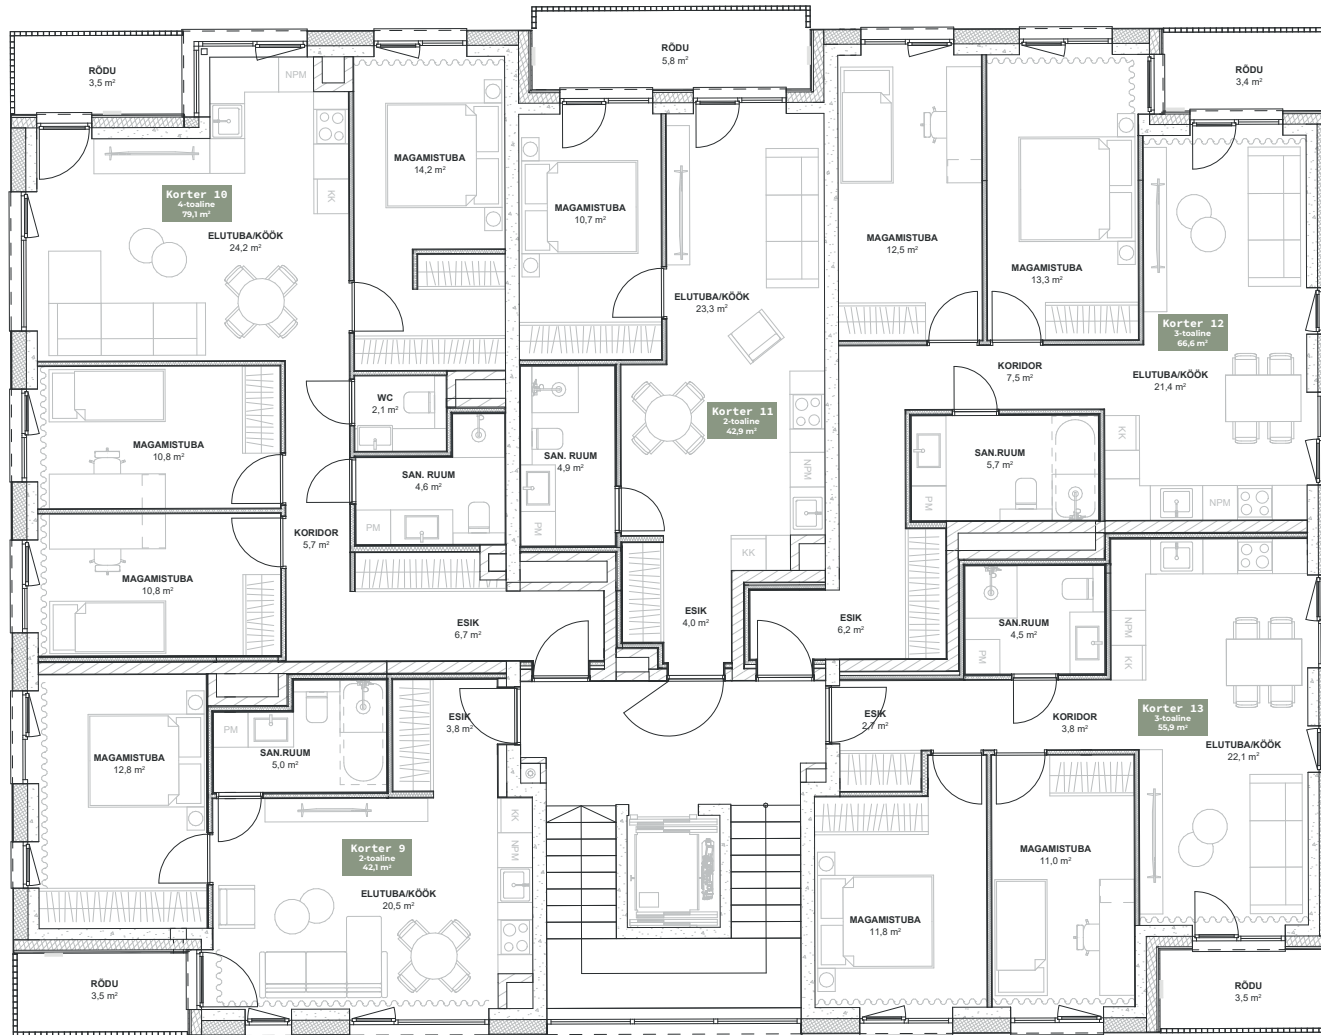 RÕDU
3,5 m²
NPM
KK
Korter 10
4-toaline
79,1 m²
ELUTUBA/KÖÖK
24,2 m²
MAGAMISTUBA
14,2 m²
MAGAMISTUBA
10,8 m²
MAGAMISTUBA
10,8 m²
WC
2,1 m²
SAN. RUUM
4,6 m²
PM
KORIDOR
5,7 m²
ESIK
6,7 m²
RÕDU
5,8 m²
MAGAMISTUBA
10,7 m²
ELUTUBA/KÖÖK
23,3 m²
Korter 11
2-toaline
42,9 m²
SAN. RUUM
4,9 m²
PM
NPM
KK
ESIK
4,0 m²
RÕDU
3,4 m²
MAGAMISTUBA
12,5 m²
MAGAMISTUBA
13,3 m²
Korter 12
3-toaline
66,6 m²
ELUTUBA/KÖÖK
21,4 m²
KORIDOR
7,5 m²
SAN.RUUM
5,7 m²
PM
KK
NPM
ESIK
6,2 m²
SAN.RUUM
4,5 m²
PM
NPM
KK
Korter 13
3-toaline
55,9 m²
ELUTUBA/KÖÖK
22,1 m²
KORIDOR
3,8 m²
ESIK
2,7 m²
MAGAMISTUBA
11,8 m²
MAGAMISTUBA
11,0 m²
RÕDU
3,5 m²
MAGAMISTUBA
12,8 m²
PM
SAN.RUUM
5,0 m²
ESIK
3,8 m²
Korter 9
2-toaline
42,1 m²
ELUTUBA/KÖÖK
20,5 m²
KK
NPM
RÕDU
3,5 m²